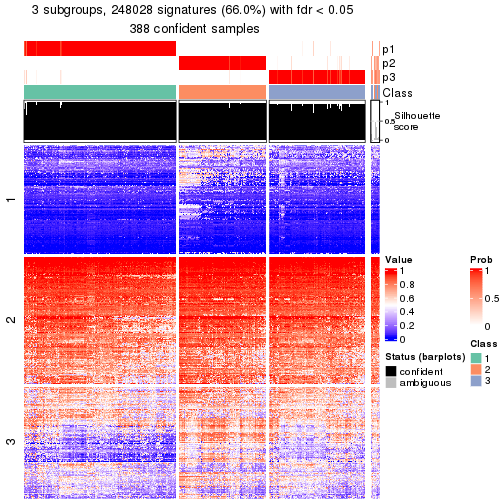 3 subgroups, 248028 signatures (66.0%) with fdr < 0.05
388 confident samples
p1
p2
p3
Class
1
0.5
0
Silhouette
score
1
2
3
Value
1
0.8
0.6
0.4
0.2
0
Prob
1
0.5
0
Status (barplots)
confident
ambiguous
Class
1
2
3